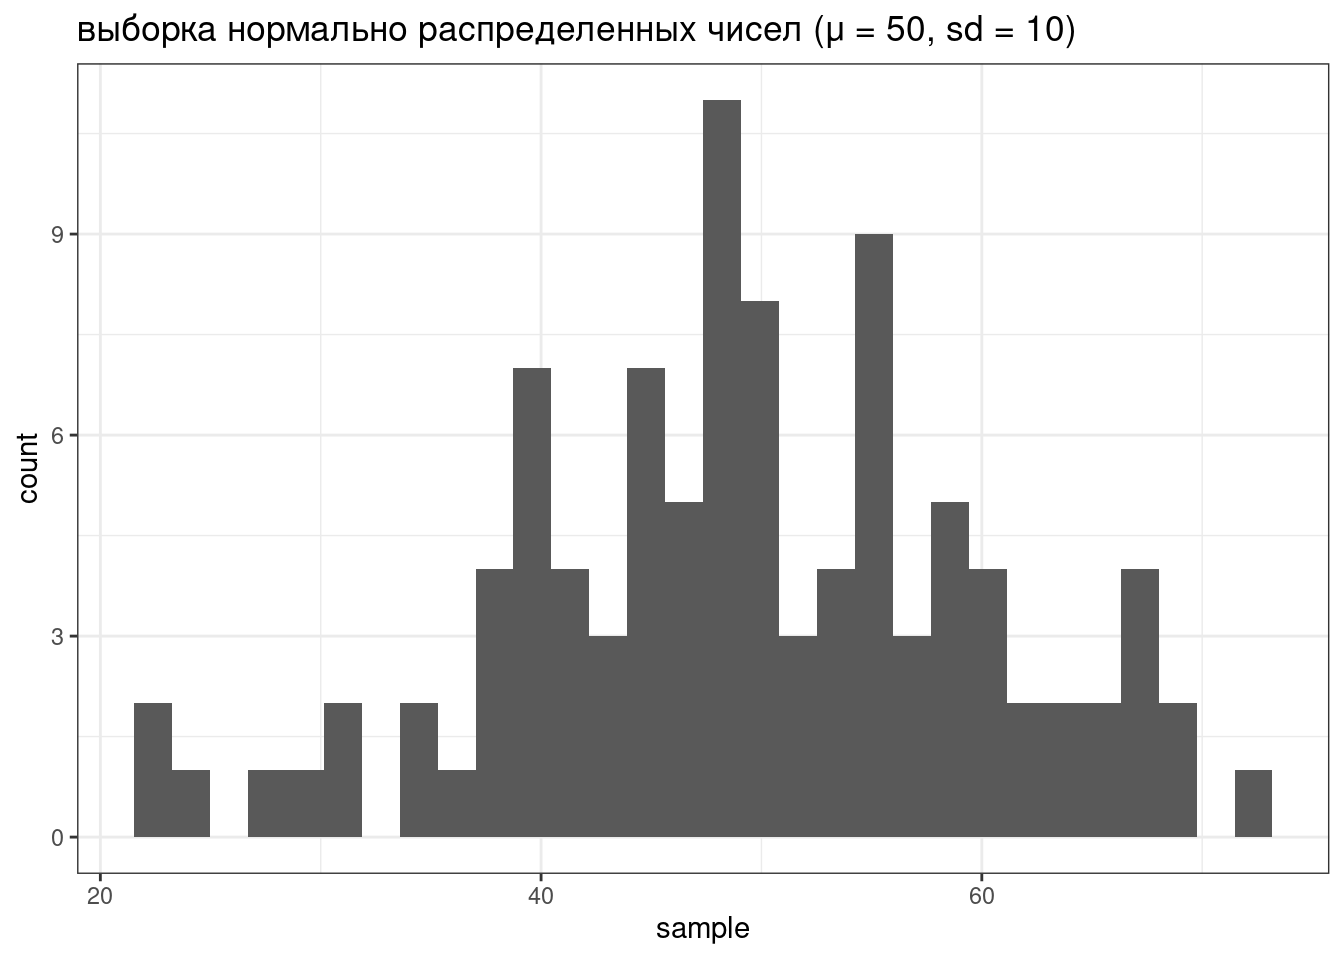 выборка нормально распределенных чисел (μ = 50, sd = 10)
count
9
6
3
0
20 40 60
sample